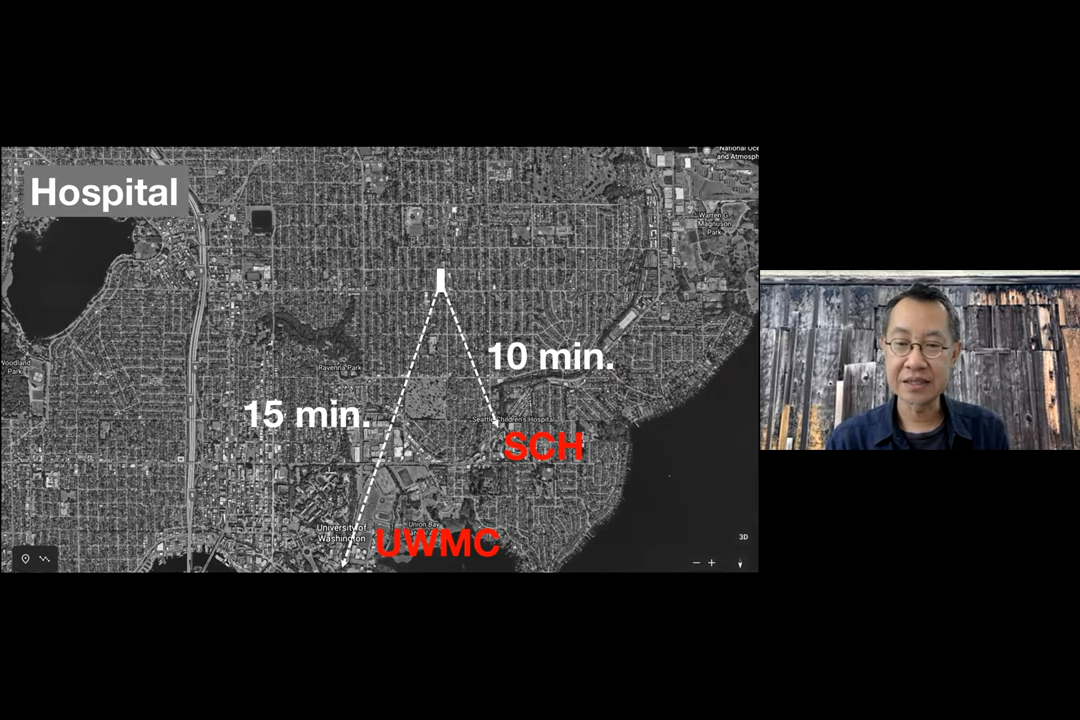 National Oce
and Atmosph
Hospital
Warren G.
Magnuson
Park
Woodland
Park
Ravenna Park
10 min.
15 min.
Seattle Children's Hospital
SCH
University of
Washington
Union Bay
UWMC
3D